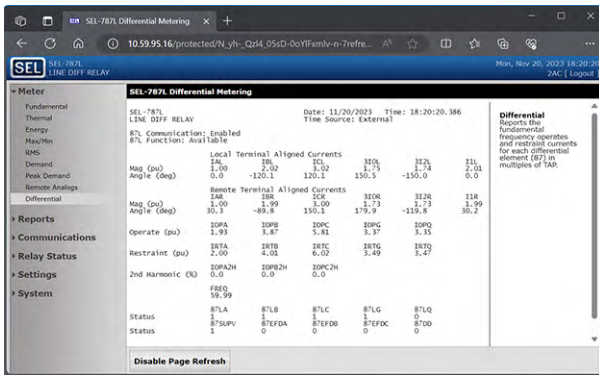 SEL-787L Differential Metering
10.59.95.16/protected/N_yh-_Qzl4_05sD-0oYlFxmlv-n-7refre...
SEL SEL-787L
LINE DIFF RELAY
Mon, Nov 20, 2023 18:20:20
2AC [ Logout ]
Meter
Fundamental
Thermal
Energy
Max/Min
RMS
Demand
Peak Demand
Remote Analogs
Differential
Reports
Communications
Relay Status
Settings
System
SEL-787L Differential Metering
SEL-787L Date: 11/20/2023 Time: 18:20:20.386
LINE DIFF RELAY Time Source: External
87L Communication: Enabled
87L Function: Available
Local Terminal Aligned Currents
IAL IBL ICL 3I0L 3I2L I1L
Mag (pu) 1.00 2.02 3.02 1.75 1.74 2.01
Angle (deg) 0.0 -120.1 120.1 150.5 -150.0 0.0
Remote Terminal Aligned Currents
IAR IBR ICR 3I0R 3I2R I1R
Mag (pu) 1.00 1.99 3.00 1.73 1.73 1.99
Angle (deg) 30.3 -89.8 150.1 179.9 -119.8 30.2
IOPA IOPB IOPC IOPG IOPQ
Operate (pu) 1.93 3.87 5.81 3.37 3.35
IRTA IRTB IRTC IRTG IRTQ
Restraint (pu) 2.00 4.01 6.02 3.49 3.47
IOPA2H IOPB2H IOPC2H
2nd Harmonic (%) 0.0 0.0 0.0
FREQ
59.99
87LA 87LB 87LC 87LG 87LQ
Status 1 1 1 1 0
87SUPV 87EFDA 87EFDB 87EFDC 87DD
Status 1 0 0 0 0
Disable Page Refresh
Differential
Reports the
fundamental
frequency operates
and restraint currents
for each differential
element (87) in
multiples of TAP.